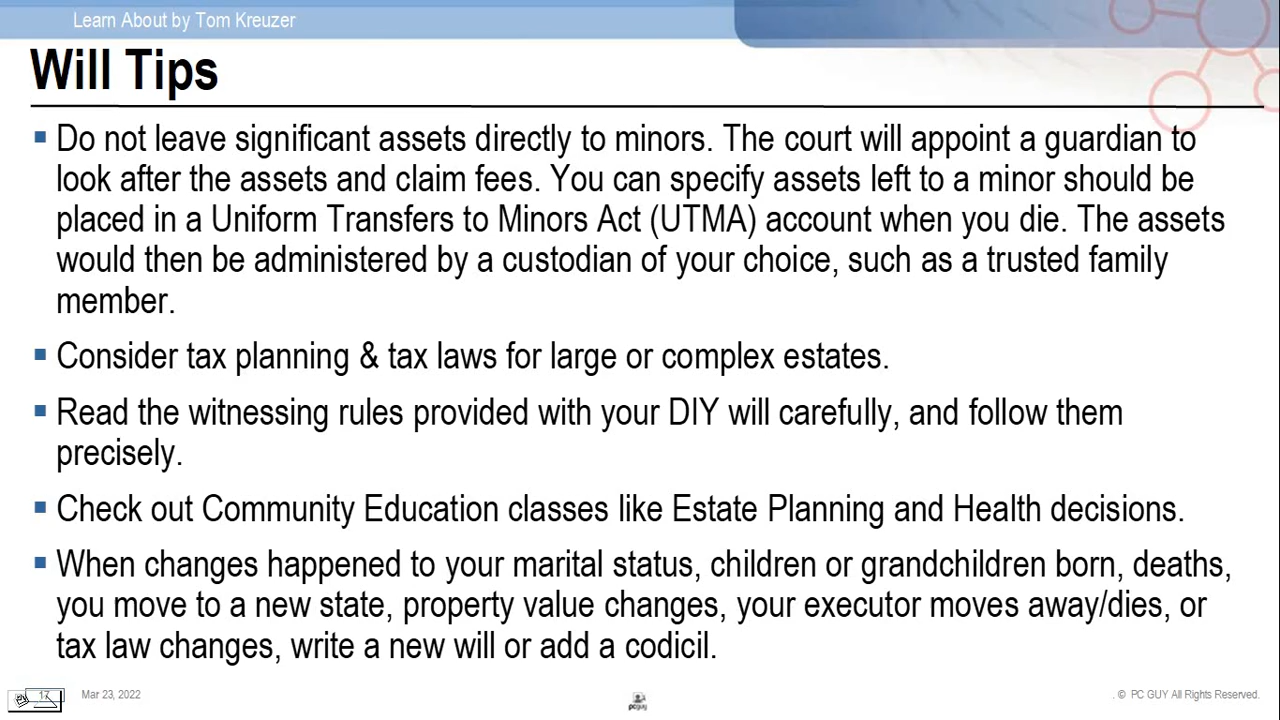 Learn About by Tom Kreuzer
Will Tips
Do not leave significant assets directly to minors. The court will appoint a guardian to
look after the assets and claim fees. You can specify assets left to a minor should be
placed in a Uniform Transfers to Minors Act (UTMA) account when you die. The assets
would then be administered by a custodian of your choice, such as a trusted family
member.
Consider tax planning & tax laws for large or complex estates.
Read the witnessing rules provided with your DIY will carefully, and follow them
precisely.
Check out Community Education classes like Estate Planning and Health decisions.
When changes happened to your marital status, children or grandchildren born, deaths,
you move to a new state, property value changes, your executor moves away/dies, or
tax law changes, write a new will or add a codicil.
17
Mar 23, 2022
pcguy
. © PC GUY All Rights Reserved.